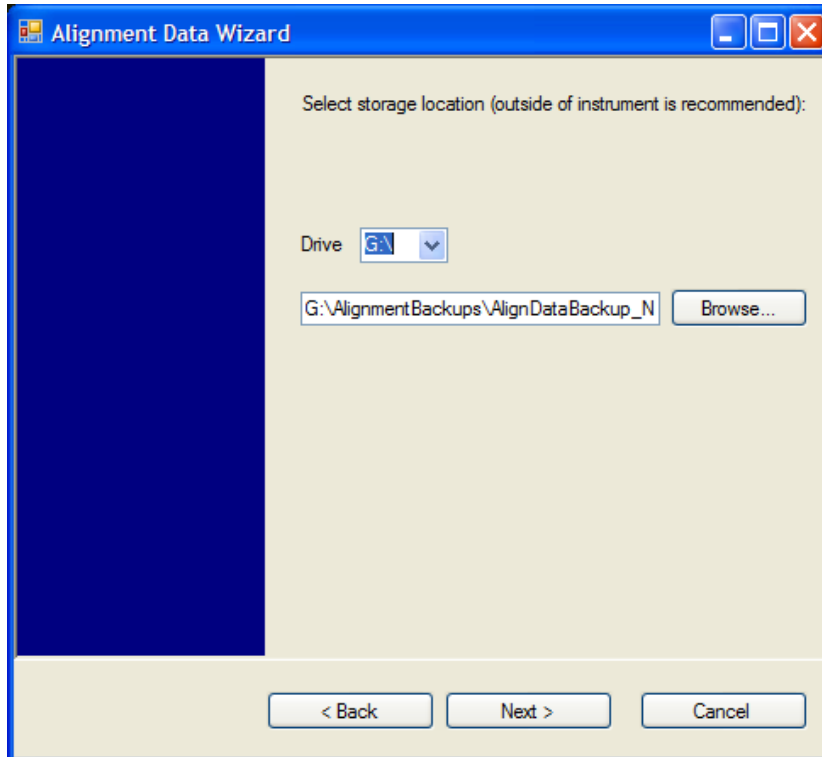 Alignment Data Wizard
Select storage location (outside of instrument is recommended):
Drive G:\
G:\AlignmentBackups\AlignDataBackup_N Browse...
< Back Next > Cancel